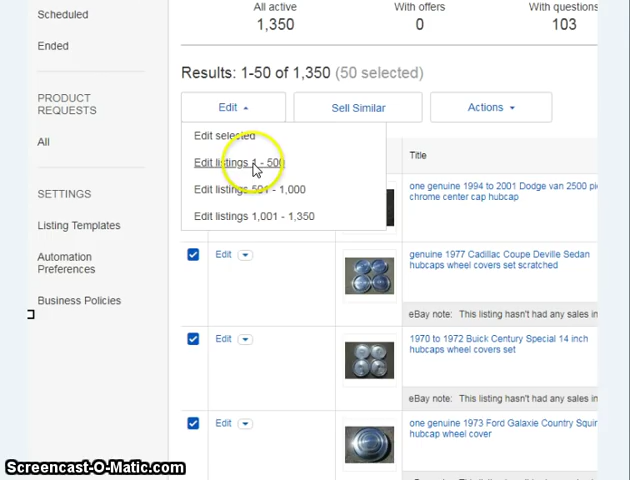 Scheduled
Ended
PRODUCT
REQUESTS
All
SETTINGS
Listing Templates
Automation
Preferences
Business Policies
All active
1,350
With offers
0
With questions
103
Results: 1-50 of 1,350 (50 selected)
Edit
Sell Similar
Actions
Edit selected
Edit listings 1 - 500
Edit listings 501 - 1,000
Edit listings 1,001 - 1,350
Title
one genuine 1994 to 2001 Dodge van 2500
chrome center cap hubcap
Edit
genuine 1977 Cadillac Coupe Deville Sedan
hubcaps wheel covers set scratched
eBay note: This listing hasn't had any sales in
Edit
1970 to 1972 Buick Century Special 14 inch
hubcaps wheel covers set
eBay note: This listing hasn't had any sales in
Edit
one genuine 1973 Ford Galaxie Country Squir
hubcap wheel cover
Screencast-O-Matic.com